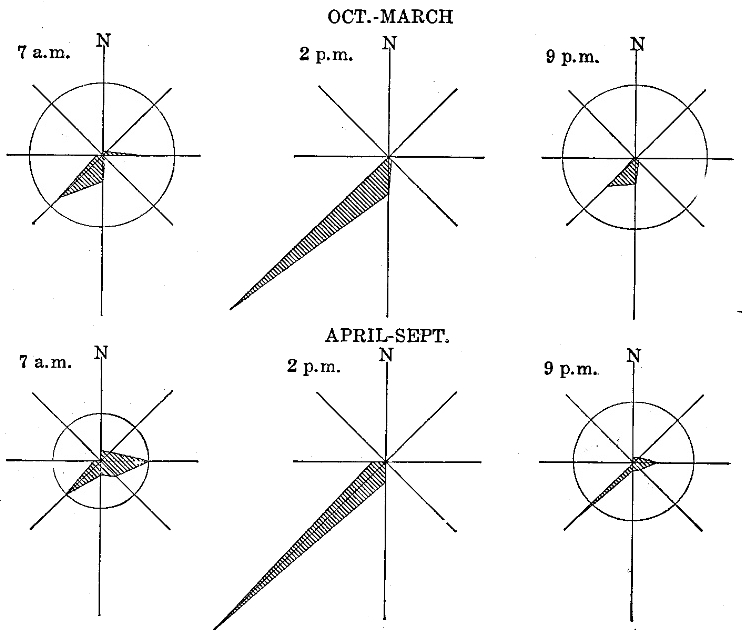 OCT.-MARCH
7 a.m. N 2 p.m. N 9 p.m. N
APRIL-SEPT.
7 a.m. N 2 p.m. N 9 p.m. N